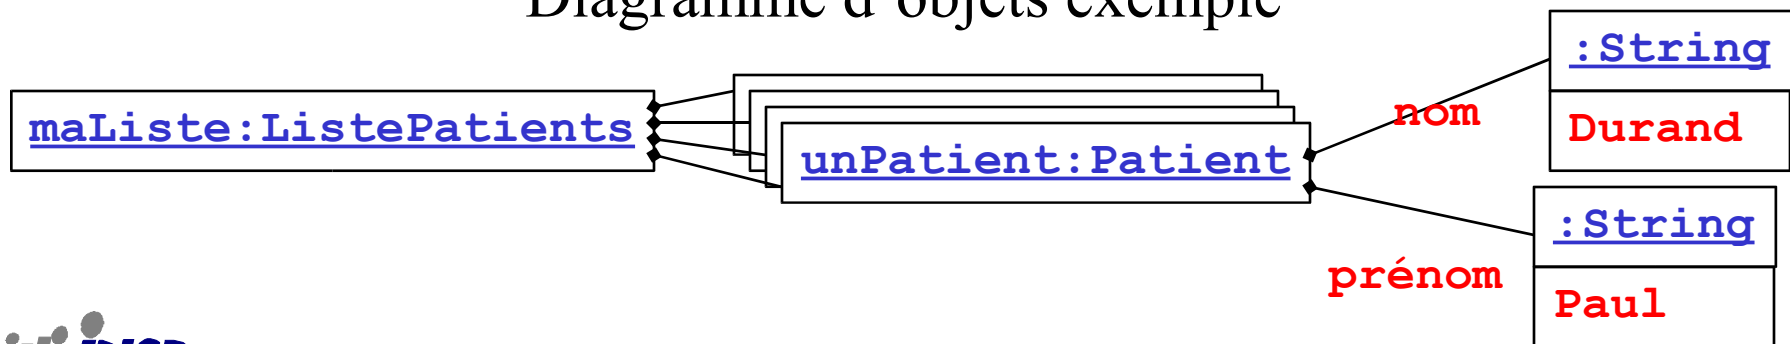 Diagramme d'objets exemple
:String
maListe:ListePatients
nom
Durand
unPatient:Patient
:String
prénom
Paul